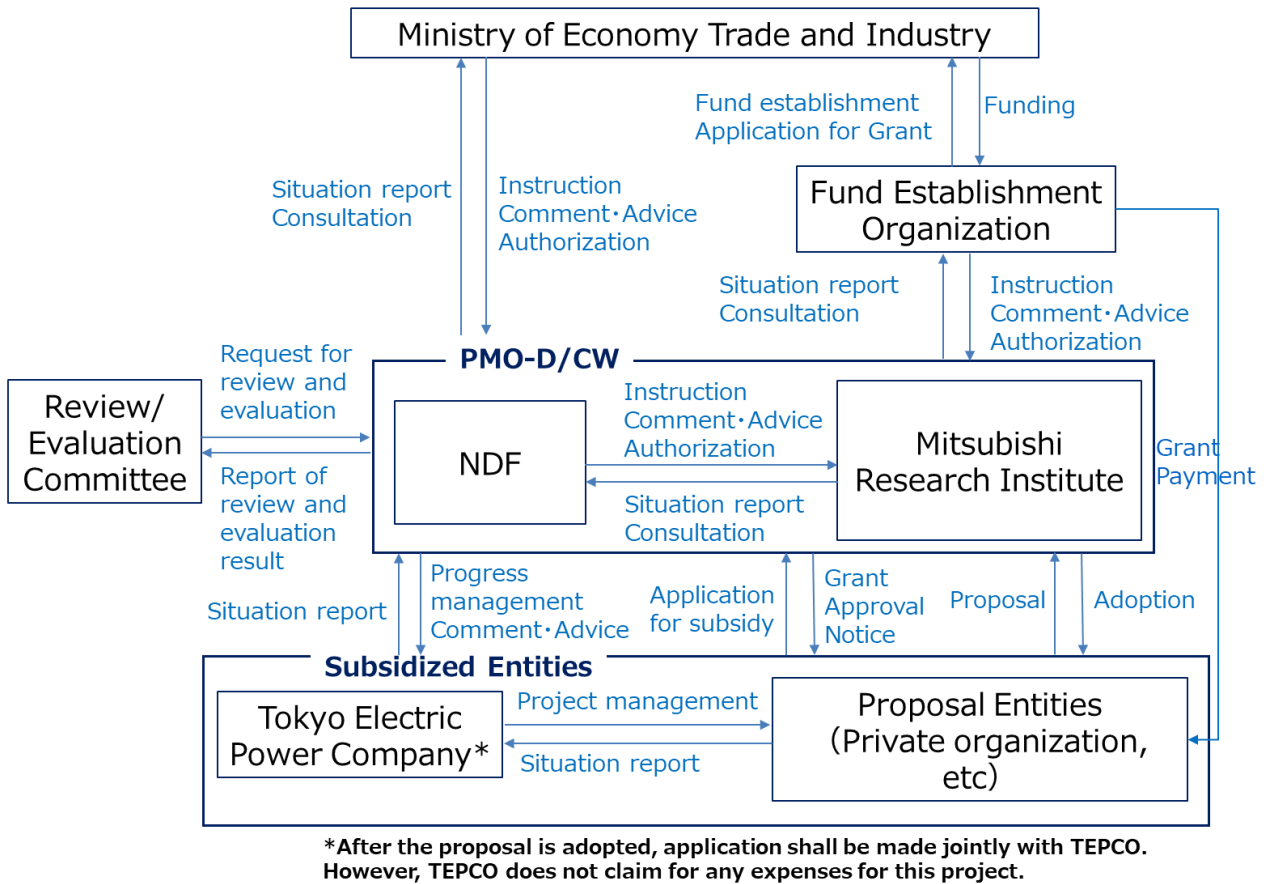 Ministry of Economy Trade and Industry
Fund establishment
Application for Grant
Funding
Situation report
Consultation
Instruction
Comment・Advice
Authorization
Fund Establishment
Organization
Situation report
Consultation
Instruction
Comment・Advice
Authorization
PMO-D/CW
Request for
review and
evaluation
Review/
Evaluation
Committee
Report of
review and
evaluation
result
NDF
Instruction
Comment・Advice
Authorization
Situation report
Consultation
Mitsubishi
Research Institute
Grant
Payment
Situation report
Progress
management
Comment・Advice
Application
for subsidy
Grant
Approval
Notice
Proposal
Adoption
Subsidized Entities
Tokyo Electric
Power Company*
Project management
Situation report
Proposal Entities
（Private organization,
etc）
*After the proposal is adopted, application shall be made jointly with TEPCO.
However, TEPCO does not claim for any expenses for this project.